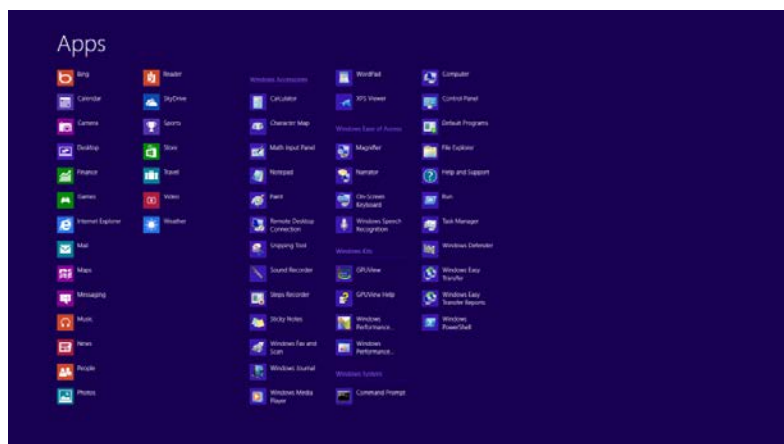 Apps
Bing
Calendar
Camera
Desktop
Finance
Games
Internet Explorer
Mail
Maps
Messaging
Music
News
People
Photos
Reader
SkyDrive
Sports
Store
Travel
Video
Weather
Windows Accessories
Calculator
Character Map
Math Input Panel
Notepad
Paint
Remote Desktop
Connection
Snipping Tool
Sound Recorder
Steps Recorder
Sticky Notes
Windows Fax and
Scan
Windows Journal
Windows Media
Player
WordPad
XPS Viewer
Windows Ease of Access
Magnifier
Narrator
On-Screen
Keyboard
Windows Speech
Recognition
Windows Kits
GPUView
GPUView Help
Windows
Performance...
Windows
Performance...
Windows System
Command Prompt
Computer
Control Panel
Default Programs
File Explorer
Help and Support
Run
Task Manager
Windows Defender
Windows Easy
Transfer
Windows Easy
Transfer Reports
Windows
PowerShell